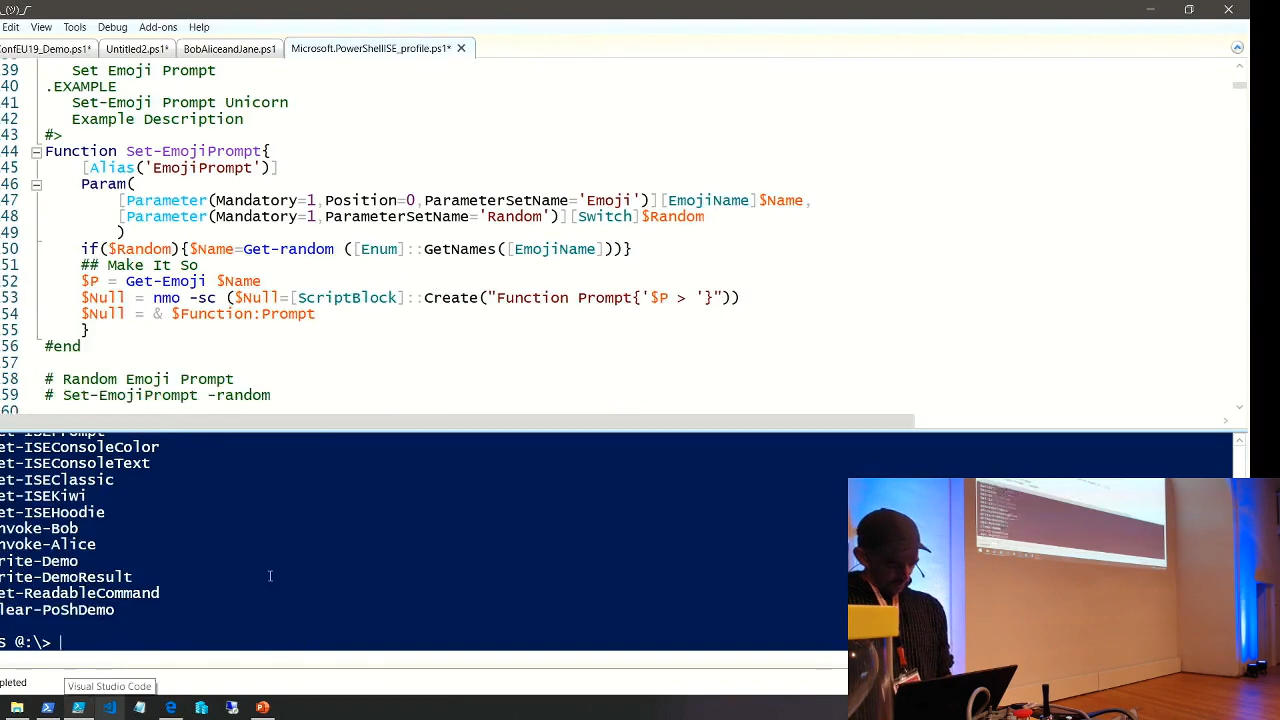 Edit View Tools Debug Add-ons Help
ConfEU19_Demo.ps1* Untitled2.ps1* BobAliceandJane.ps1 Microsoft.PowerShellISE_profile.ps1*
39 Set Emoji Prompt
40 .EXAMPLE
41 Set-Emoji Prompt Unicorn
42 Example Description
43 #>
44 Function Set-EmojiPrompt{
45 [Alias('EmojiPrompt')]
46 Param(
47 [Parameter(Mandatory=1,Position=0,ParameterSetName='Emoji')][EmojiName]$Name,
48 [Parameter(Mandatory=1,ParameterSetName='Random')][Switch]$Random
49 )
50 if($Random){$Name=Get-random ([Enum]::GetNames([EmojiName]))}
51 ## Make It So
52 $P = Get-Emoji $Name
53 $Null = nmo -sc ($Null=[ScriptBlock]::Create("Function Prompt{'$P > '}"))
54 $Null = & $Function:Prompt
55 }
56 #end
57
58 # Random Emoji Prompt
59 # Set-EmojiPrompt -random
60
et-ISEPrompt
et-ISEConsoleColor
et-ISEConsoleText
et-ISEClassic
et-ISEKiwi
et-ISEHoodie
nvoke-Bob
nvoke-Alice
rite-Demo
rite-DemoResult
et-ReadableCommand
lear-PoShDemo
S @:\>
pleted
Visual Studio Code